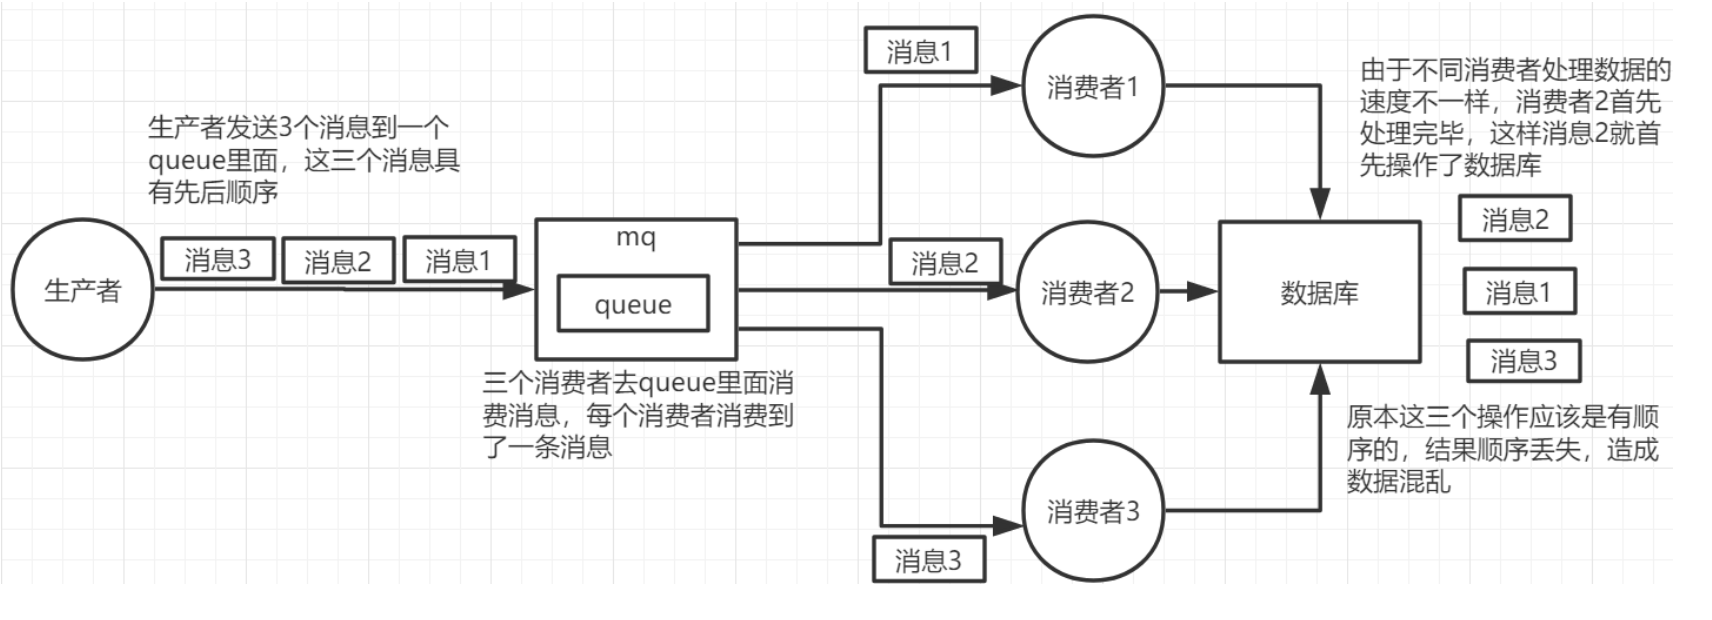 生产者发送3个消息到一个
queue里面，这三个消息具
有先后顺序
生产者
消息3
消息2
消息1
mq
queue
三个消费者去queue里面消
费消息，每个消费者消费到
了一条消息
消息1
消费者1
消息2
消费者2
消息3
消费者3
数据库
由于不同消费者处理数据的
速度不一样，消费者2首先
处理完毕，这样消息2就首
先操作了数据库
消息2
消息1
消息3
原本这三个操作应该是有顺
序的，结果顺序丢失，造成
数据混乱